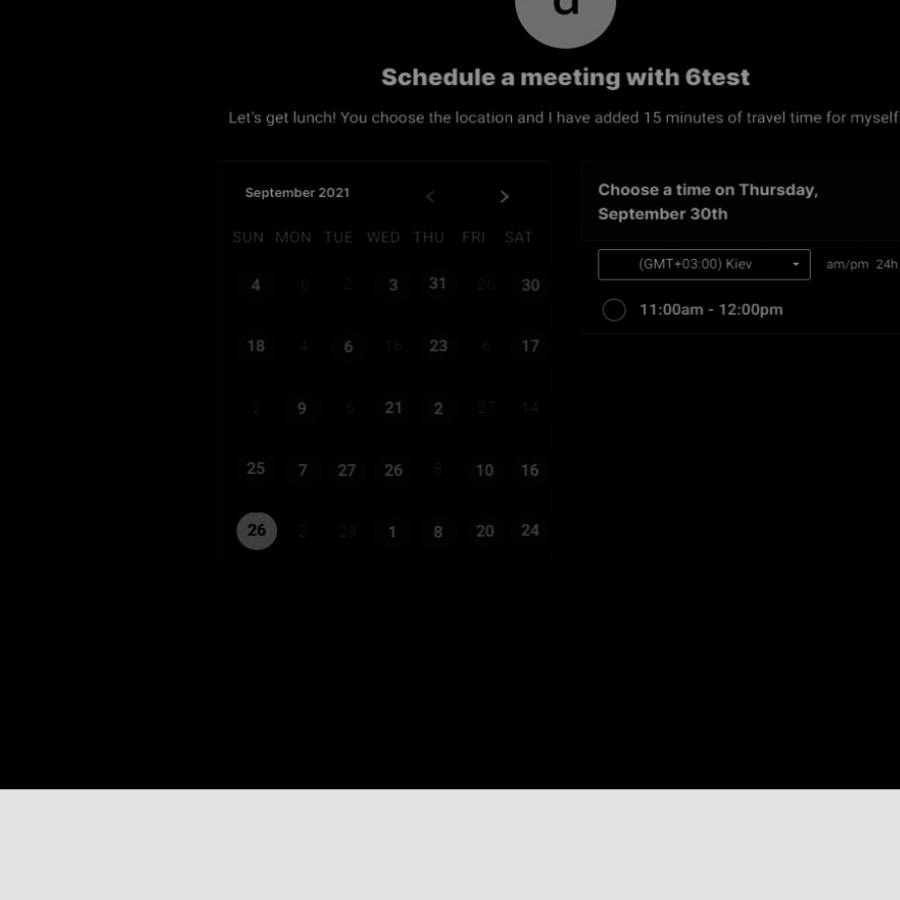 d
Schedule a meeting with 6test
Let's get lunch! You choose the location and I have added 15 minutes of travel time for myself
September 2021 < >
SUN MON TUE WED THU FRI SAT
4 6 2 3 31 26 30
18 4 6 16 23 6 17
2 9 6 21 2 27 14
25 7 27 26 8 10 16
26 2 29 1 8 20 24
Choose a time on Thursday,
September 30th
(GMT+03:00) Kiev am/pm 24h
11:00am - 12:00pm